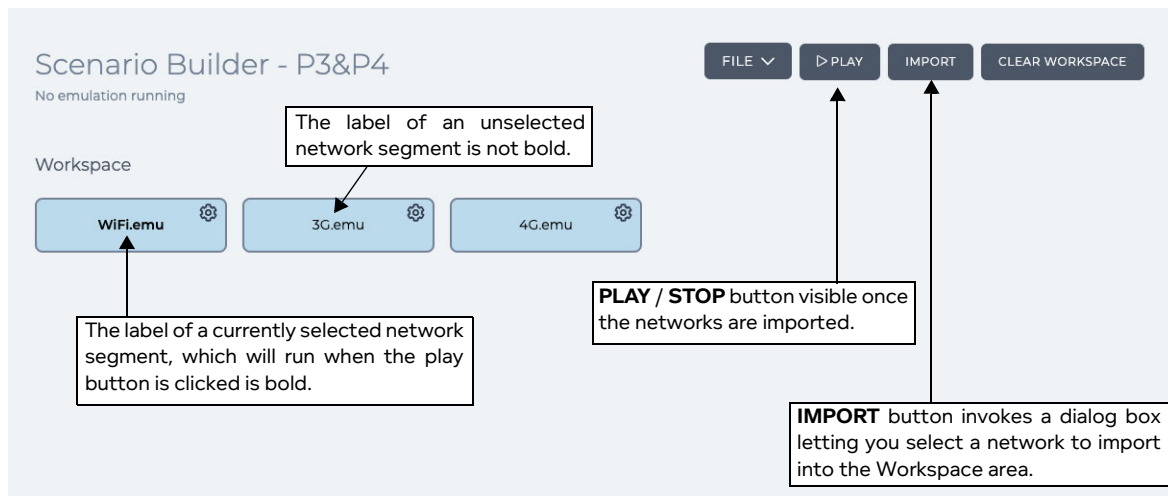 Scenario Builder - P3&P4
No emulation running
FILE
PLAY
IMPORT
CLEAR WORKSPACE
The label of an unselected
network segment is not bold.
Workspace
WiFi.emu
3G.emu
4G.emu
PLAY / STOP button visible once
the networks are imported.
The label of a currently selected network
segment, which will run when the play
button is clicked is bold.
IMPORT button invokes a dialog box
letting you select a network to import
into the Workspace area.